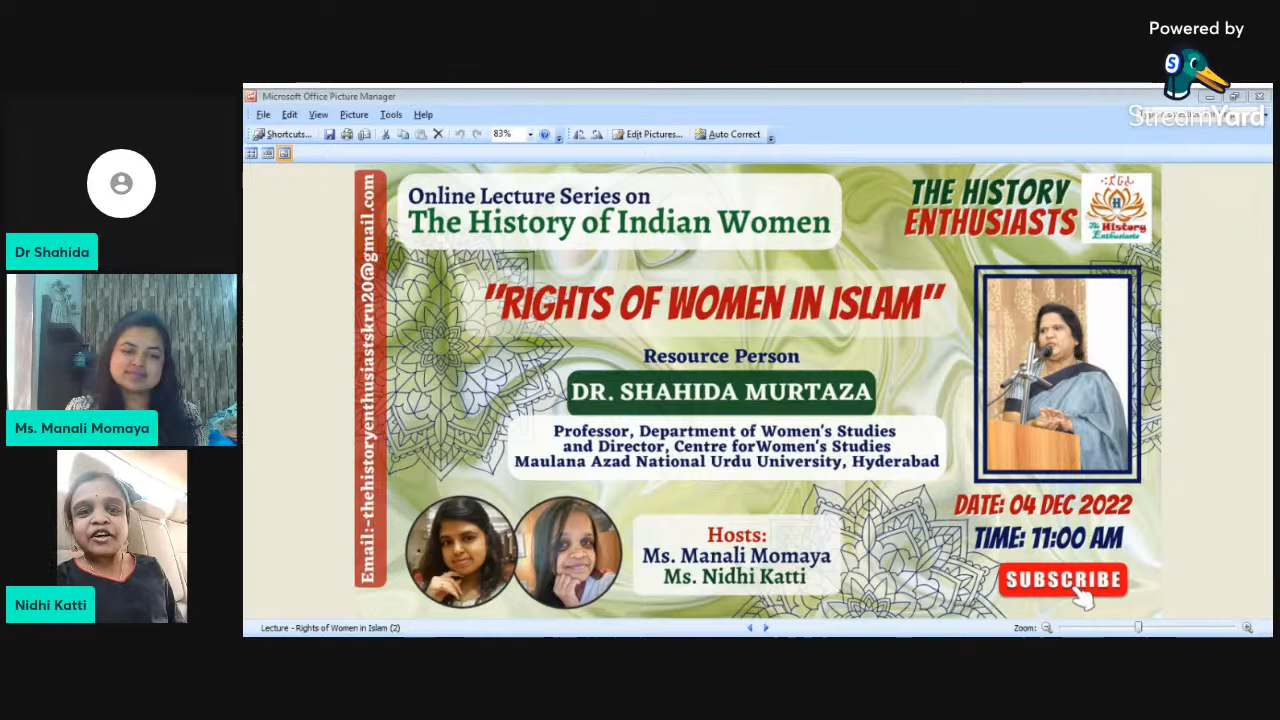 Powered by
S
StreamYard
Dr Shahida
Ms. Manali Momaya
Nidhi Katti
Microsoft Office Picture Manager
File Edit View Picture Tools Help
Shortcuts... 83% Edit Pictures... Auto Correct
Email:-thehistoryenthusiastskru20@gmail.com
Online Lecture Series on
The History of Indian Women
THE HISTORY
ENTHUSIASTS
The History
Enthusiasts
"RIGHTS OF WOMEN IN ISLAM"
Resource Person
DR. SHAHIDA MURTAZA
Professor, Department of Women's Studies
and Director, Centre forWomen's Studies
Maulana Azad National Urdu University, Hyderabad
Hosts:
Ms. Manali Momaya
Ms. Nidhi Katti
DATE: 04 DEC 2022
TIME: 11:00 AM
SUBSCRIBE
Lecture - Rights of Women in Islam (2)
Zoom: